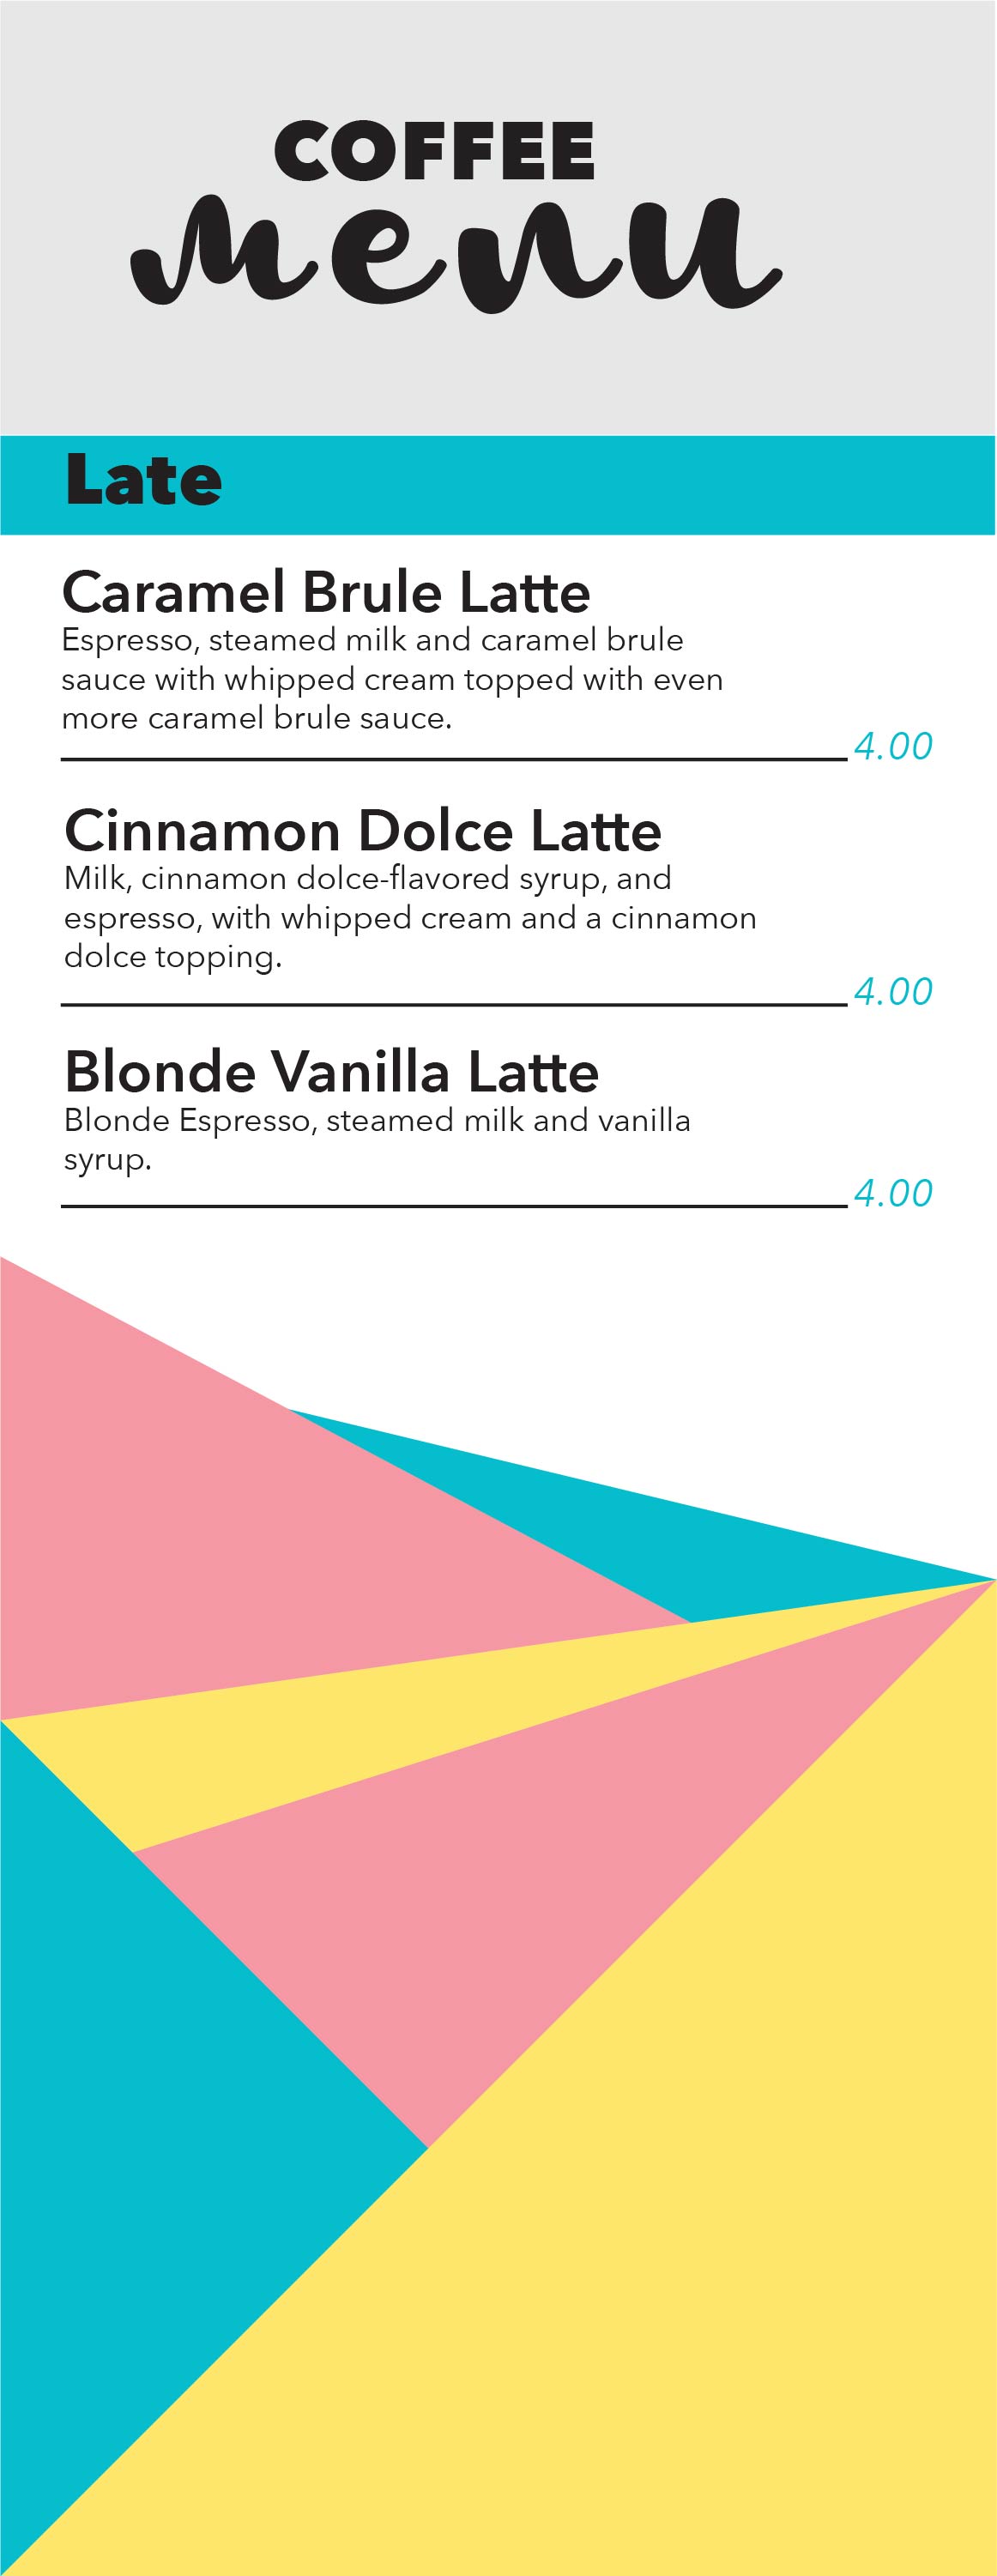 COFFEE
menu
Late
Caramel Brule Latte
Espresso, steamed milk and caramel brule
sauce with whipped cream topped with even
more caramel brule sauce.
4.00
Cinnamon Dolce Latte
Milk, cinnamon dolce-flavored syrup, and
espresso, with whipped cream and a cinnamon
dolce topping.
4.00
Blonde Vanilla Latte
Blonde Espresso, steamed milk and vanilla
syrup.
4.00